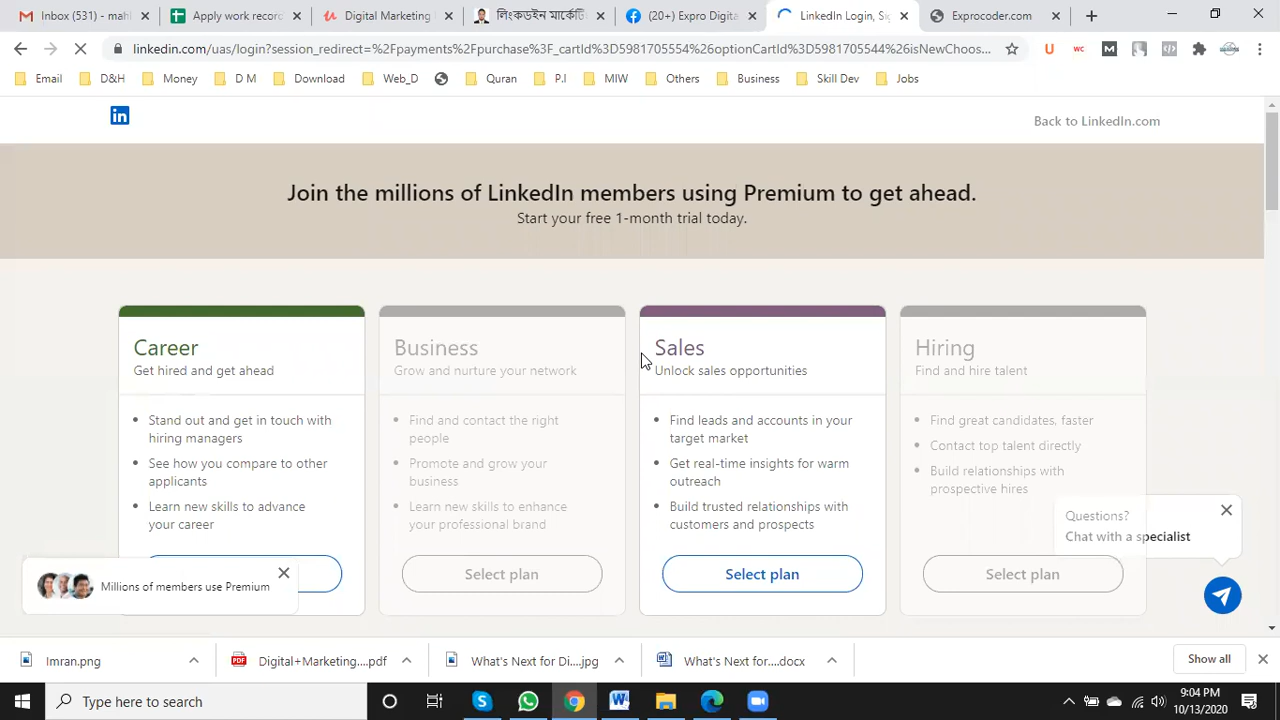 Inbox (531) - mahl
Apply work record
Digital Marketing
লিংকডইন মার্কেটি
(20+) Expro Digita
LinkedIn Login, Sig
Exprocoder.com
linkedin.com/uas/login?session_redirect=%2Fpayments%2Fpurchase%3F_cartId%3D5981705554%26optionCartId%3D5981705544%26isNewChoos...
Email
D&H
Money
D M
Download
Web_D
Quran
P.I
MIW
Others
Business
Skill Dev
Jobs
in
Back to LinkedIn.com
Join the millions of LinkedIn members using Premium to get ahead.
Start your free 1-month trial today.
Career
Get hired and get ahead
Stand out and get in touch with
hiring managers
See how you compare to other
applicants
Learn new skills to advance
your career
Business
Grow and nurture your network
Find and contact the right
people
Promote and grow your
business
Learn new skills to enhance
your professional brand
Select plan
Sales
Unlock sales opportunities
Find leads and accounts in your
target market
Get real-time insights for warm
outreach
Build trusted relationships with
customers and prospects
Select plan
Hiring
Find and hire talent
Find great candidates, faster
Contact top talent directly
Build relationships with
prospective hires
Select plan
Millions of members use Premium
Questions?
Chat with a specialist
Imran.png
Digital+Marketing....pdf
What's Next for Di....jpg
What's Next for....docx
Show all
Type here to search
9:04 PM
10/13/2020